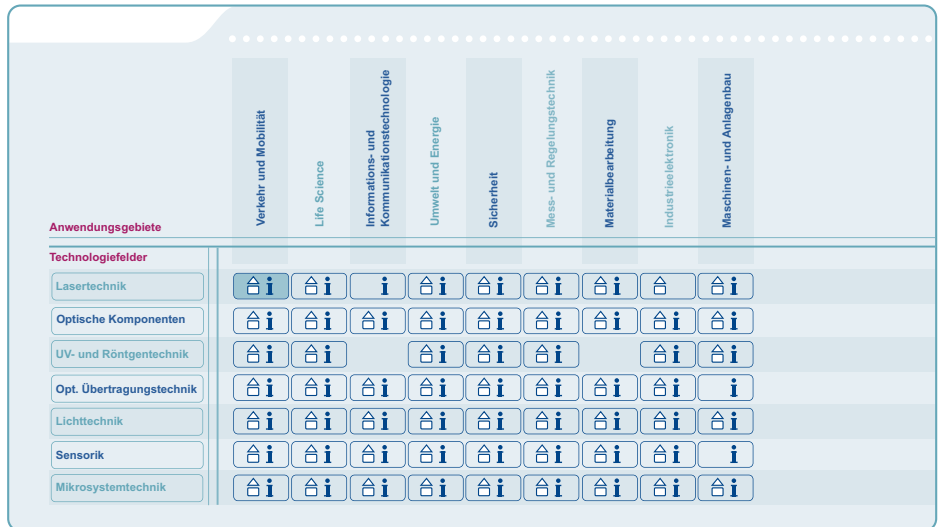 Verkehr und Mobilität
Life Science
Informations- und
Kommunikationstechnologie
Umwelt und Energie
Sicherheit
Mess- und Regelungstechnik
Materialbearbeitung
Industrieelektronik
Maschinen- und Anlagenbau
Anwendungsgebiete
Technologiefelder
Lasertechnik
Optische Komponenten
UV- und Röntgentechnik
Opt. Übertragungstechnik
Lichttechnik
Sensorik
Mikrosystemtechnik